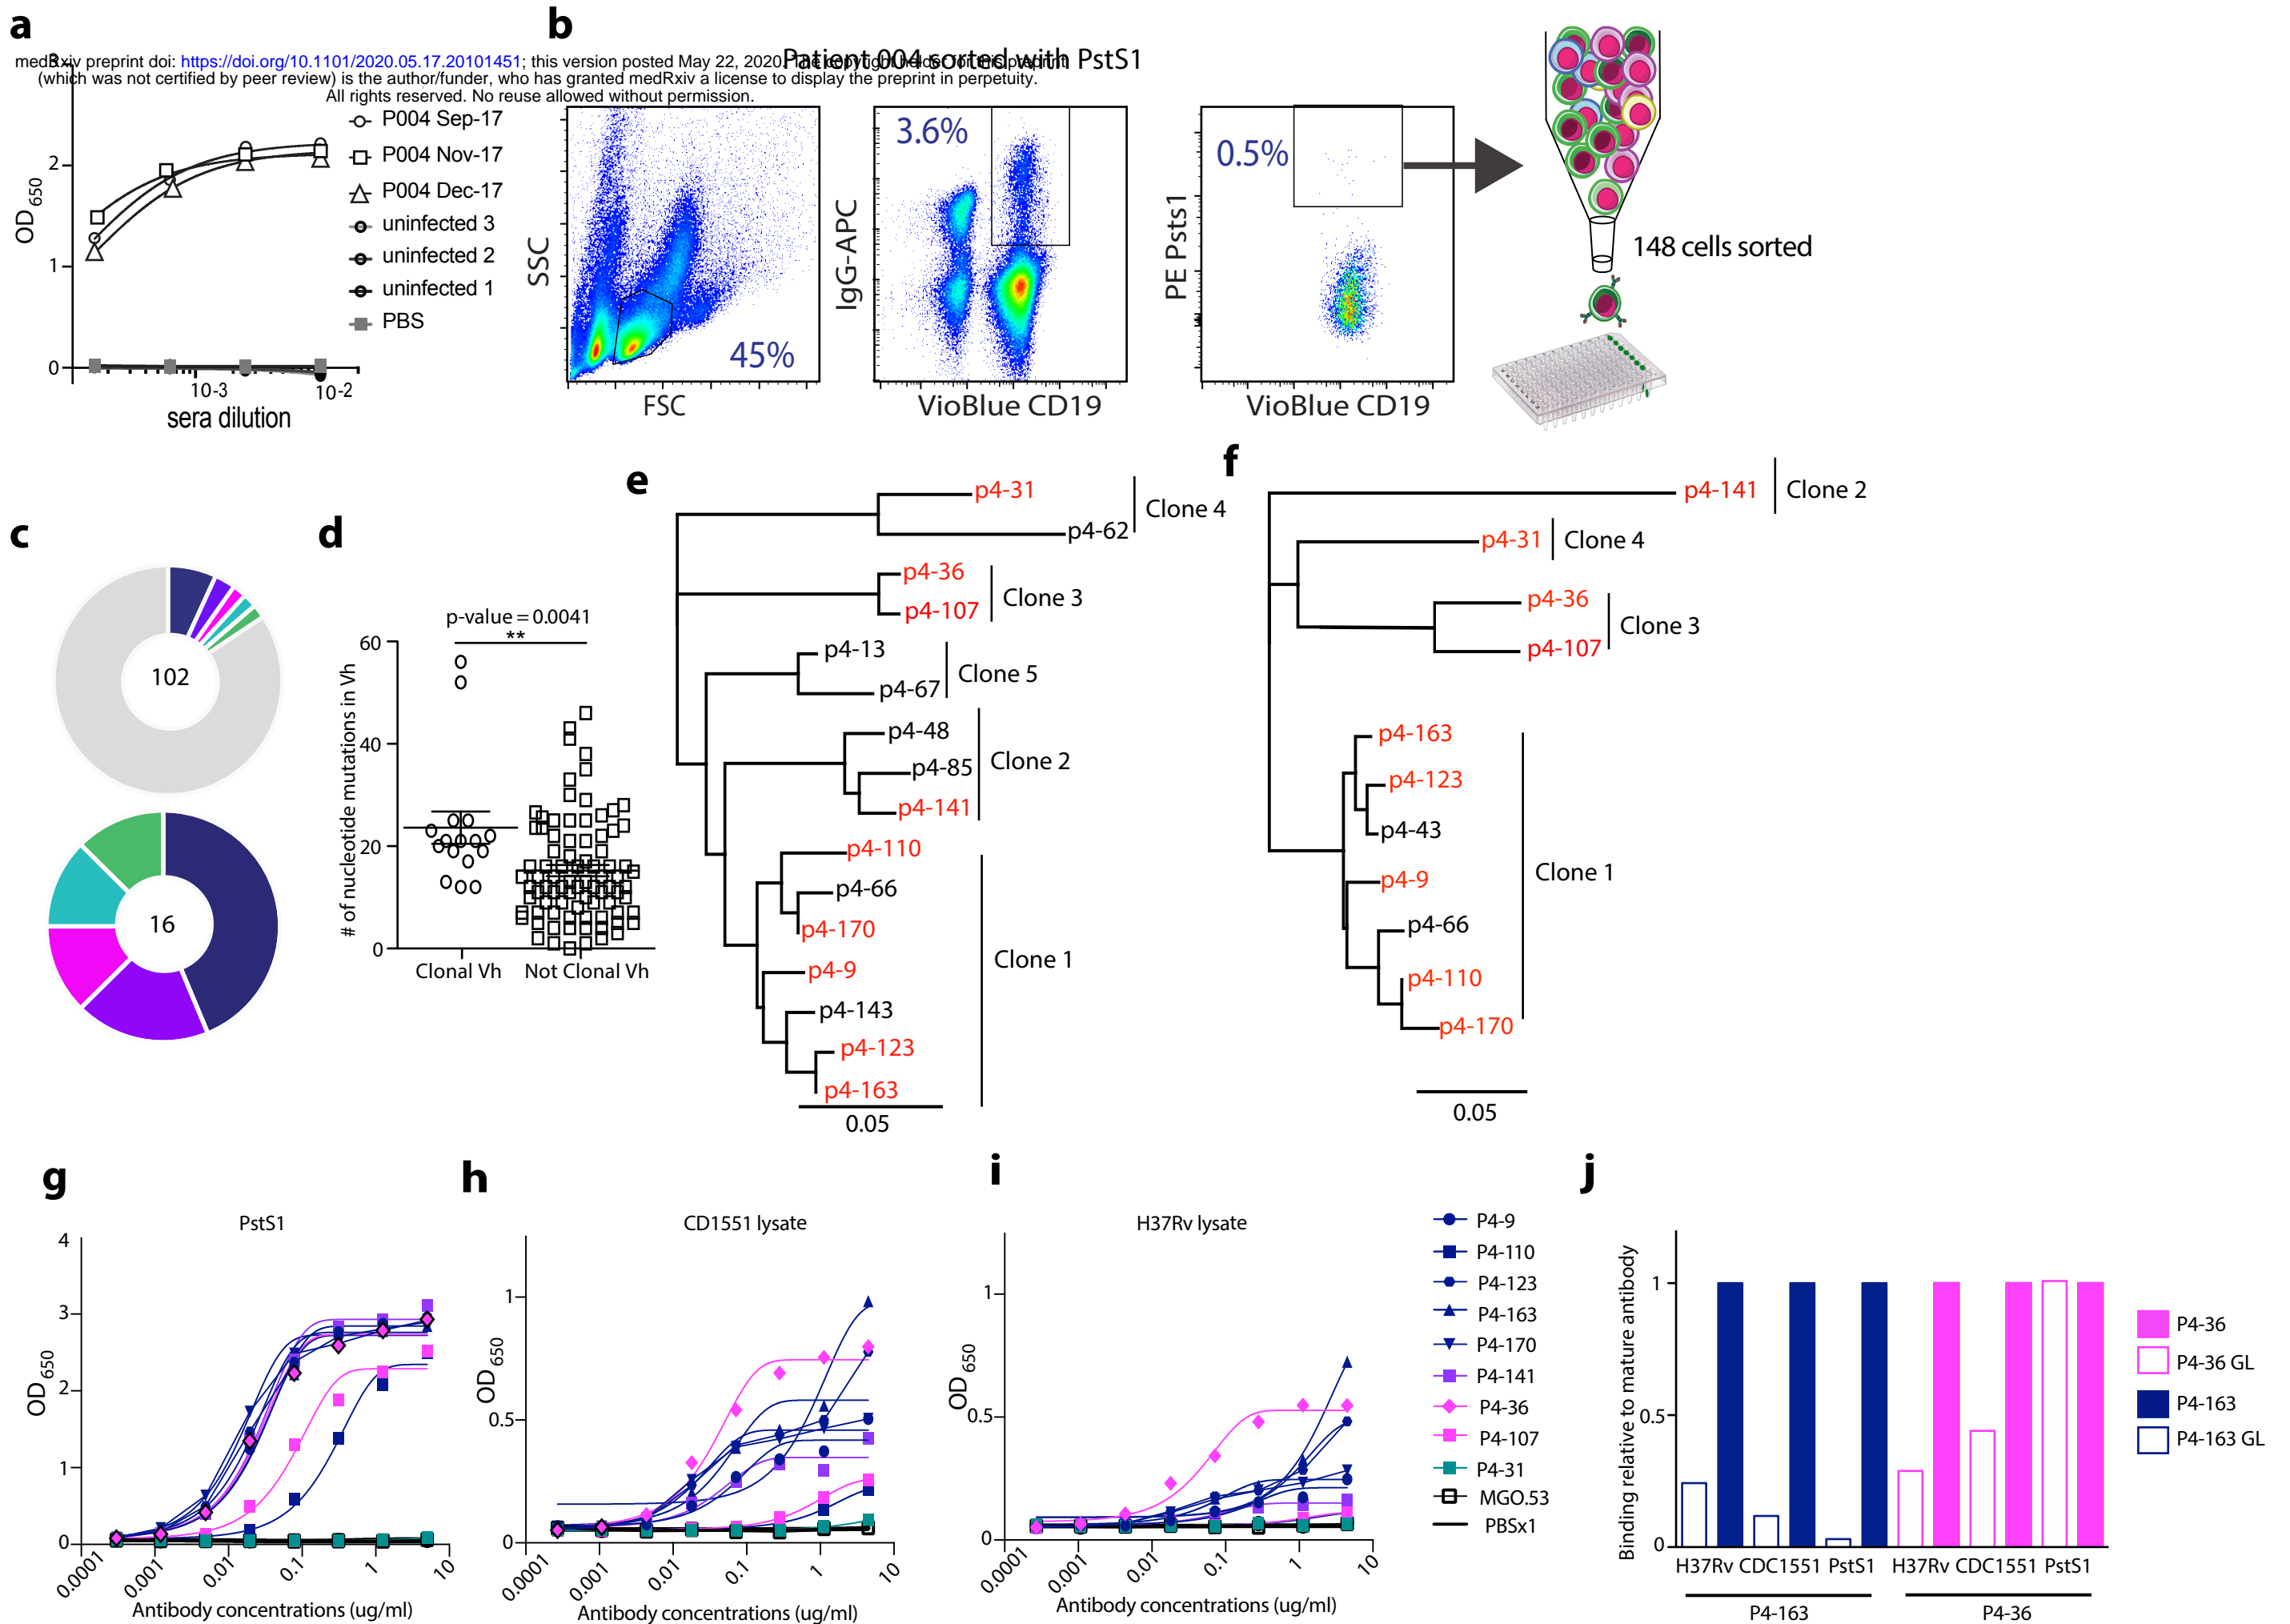 a
b
medRxiv preprint doi: https://doi.org/10.1101/2020.05.17.20101451; this version posted May 22, 2020. The copyright holder for this preprint
(which was not certified by peer review) is the author/funder, who has granted medRxiv a license to display the preprint in perpetuity.
All rights reserved. No reuse allowed without permission.
Patient 004 sorted with PstS1
3
2
1
0
OD650
10-3
10-2
sera dilution
P004 Sep-17
P004 Nov-17
P004 Dec-17
uninfected 3
uninfected 2
uninfected 1
PBS
SSC
FSC
45%
IgG-APC
VioBlue CD19
3.6%
PE Psts1
VioBlue CD19
0.5%
148 cells sorted
c
102
16
d
p-value = 0.0041
**
# of nucleotide mutations in Vh
60
40
20
0
Clonal Vh
Not Clonal Vh
e
p4-31
p4-62
Clone 4
p4-36
p4-107
Clone 3
p4-13
p4-67
Clone 5
p4-48
p4-85
p4-141
Clone 2
p4-110
p4-66
p4-170
p4-9
p4-143
p4-123
p4-163
Clone 1
0.05
f
p4-141
Clone 2
p4-31
Clone 4
p4-36
p4-107
Clone 3
p4-163
p4-123
p4-43
p4-9
p4-66
p4-110
p4-170
Clone 1
0.05
g
PstS1
OD650
4
3
2
1
0
0.0001
0.001
0.01
0.1
1
10
Antibody concentrations (ug/ml)
h
CD1551 lysate
OD650
1
0.5
0
0.0001
0.001
0.01
0.1
1
10
Antibody concentrations (ug/ml)
i
H37Rv lysate
OD650
1
0.5
0
0.0001
0.001
0.01
0.1
1
10
Antibody concentrations (ug/ml)
P4-9
P4-110
P4-123
P4-163
P4-170
P4-141
P4-36
P4-107
P4-31
MGO.53
PBSx1
j
Binding relative to mature antibody
1
0.5
0
H37Rv CDC1551 PstS1
H37Rv CDC1551 PstS1
P4-163
P4-36
P4-36
P4-36 GL
P4-163
P4-163 GL